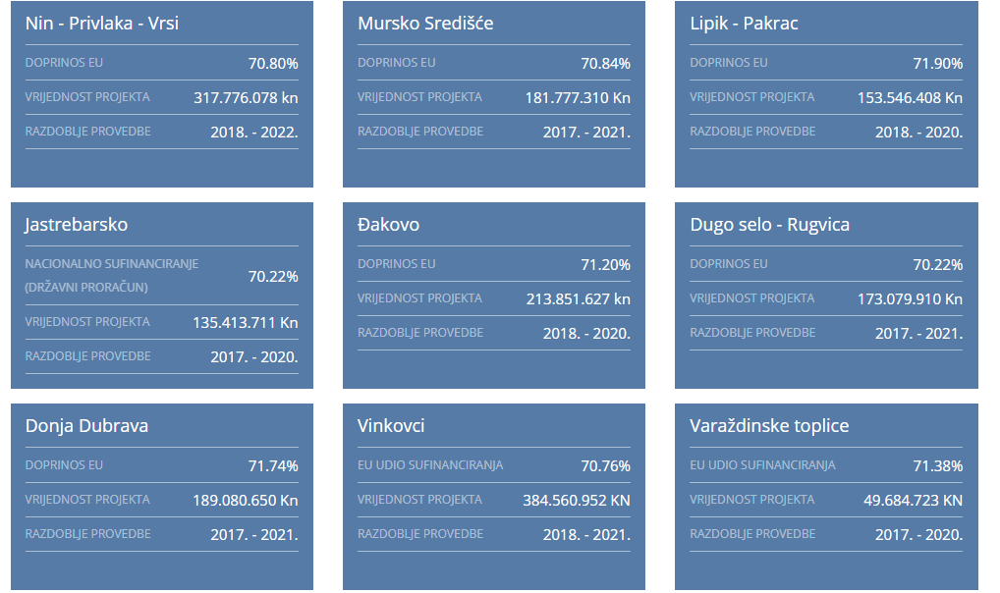 Nin - Privlaka - Vrsi
DOPRINOS EU 70.80%
VRIJEDNOST PROJEKTA 317.776.078 kn
RAZDOBLJE PROVEDBE 2018. - 2022.
Mursko Središće
DOPRINOS EU 70.84%
VRIJEDNOST PROJEKTA 181.777.310 Kn
RAZDOBLJE PROVEDBE 2017. - 2021.
Lipik - Pakrac
DOPRINOS EU 71.90%
VRIJEDNOST PROJEKTA 153.546.408 Kn
RAZDOBLJE PROVEDBE 2018. - 2020.
Jastrebarsko
NACIONALNO SUFINANCIRANJE
(DRŽAVNI PRORAČUN) 70.22%
VRIJEDNOST PROJEKTA 135.413.711 Kn
RAZDOBLJE PROVEDBE 2017. - 2020.
Đakovo
DOPRINOS EU 71.20%
VRIJEDNOST PROJEKTA 213.851.627 kn
RAZDOBLJE PROVEDBE 2018. - 2020.
Dugo selo - Rugvica
DOPRINOS EU 70.22%
VRIJEDNOST PROJEKTA 173.079.910 Kn
RAZDOBLJE PROVEDBE 2017. - 2021.
Donja Dubrava
DOPRINOS EU 71.74%
VRIJEDNOST PROJEKTA 189.080.650 Kn
RAZDOBLJE PROVEDBE 2017. - 2021.
Vinkovci
EU UDIO SUFINANCIRANJA 70.76%
VRIJEDNOST PROJEKTA 384.560.952 KN
RAZDOBLJE PROVEDBE 2018. - 2021.
Varaždinske toplice
EU UDIO SUFINANCIRANJA 71.38%
VRIJEDNOST PROJEKTA 49.684.723 KN
RAZDOBLJE PROVEDBE 2017. - 2020.